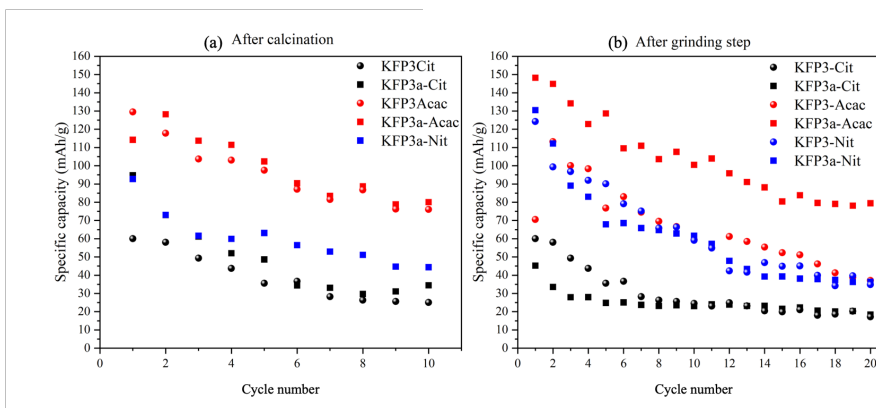 (a) After calcination
KFP3Cit
KFP3a-Cit
KFP3Acac
KFP3a-Acac
KFP3a-Nit
Specific capacity (mAh/g)
160
150
140
130
120
110
100
90
80
70
60
50
40
30
20
10
0
0 2 4 6 8 10
Cycle number
(b) After grinding step
KFP3-Cit
KFP3a-Cit
KFP3-Acac
KFP3a-Acac
KFP3-Nit
KFP3a-Nit
Specific capacity (mAh/g)
160
150
140
130
120
110
100
90
80
70
60
50
40
30
20
10
0
0 2 4 6 8 10 12 14 16 18 20
Cycle number